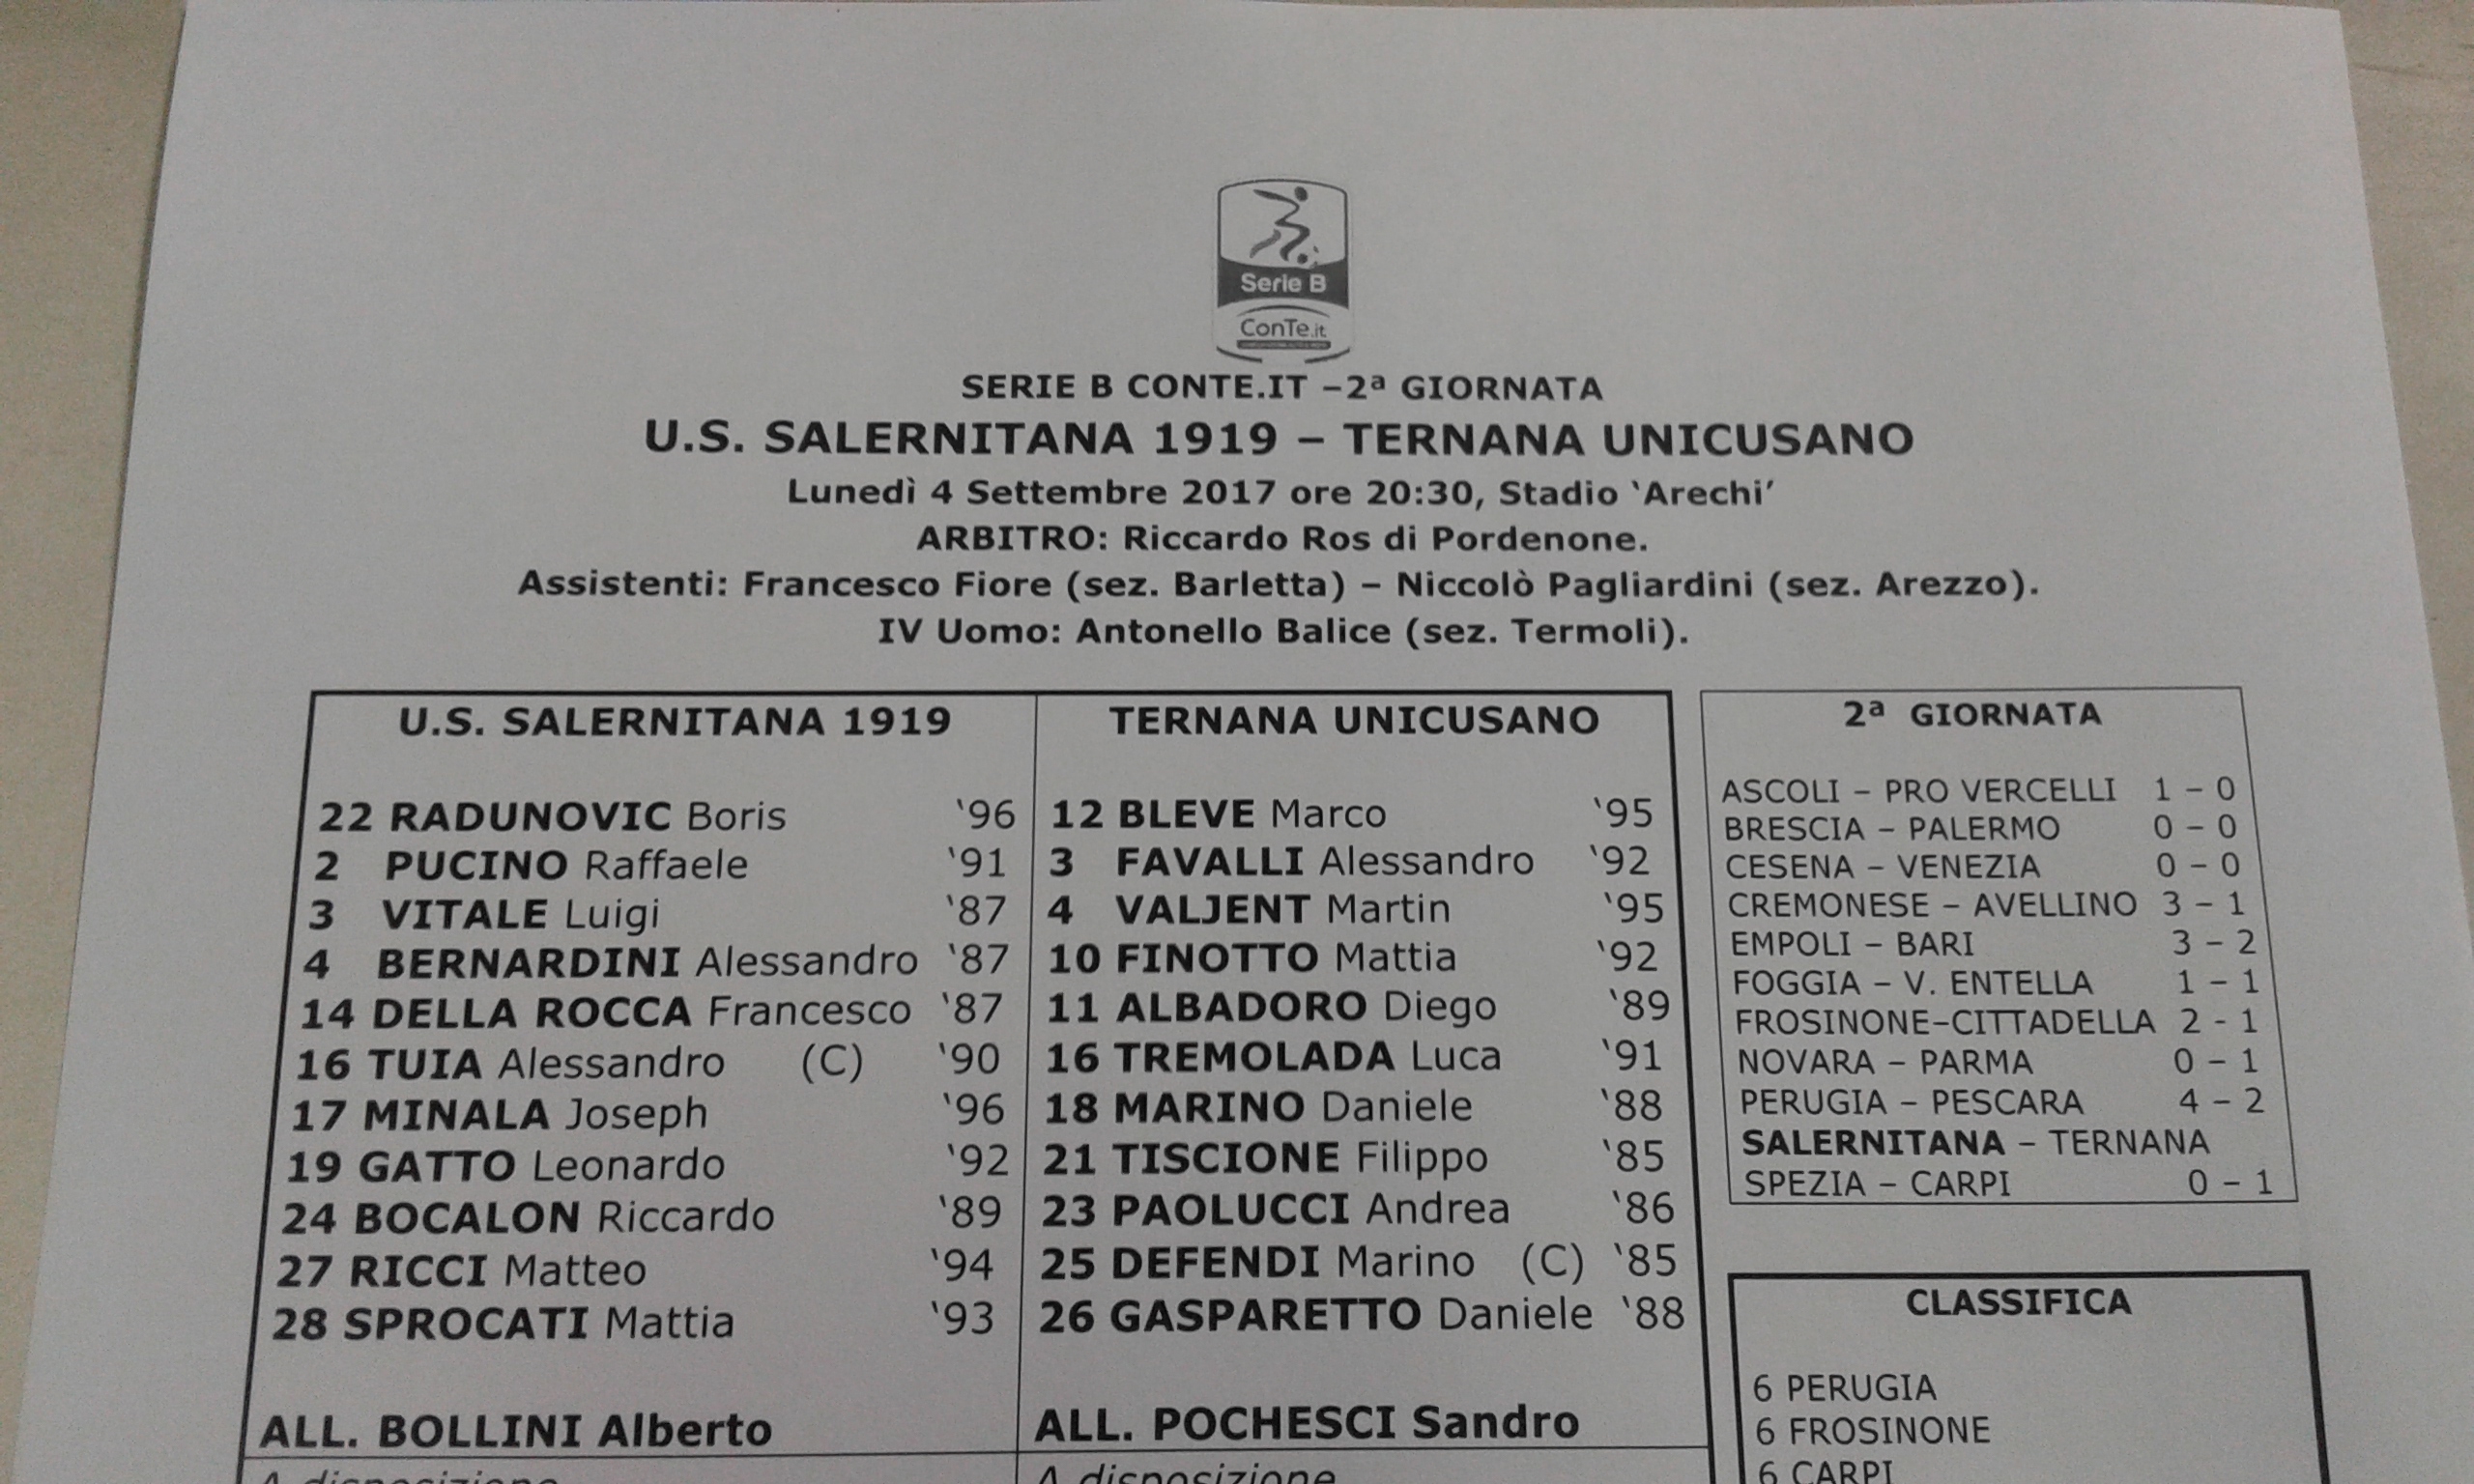 Serie B
ConTe.it
SERIE B CONTE.IT –2ª GIORNATA
U.S. SALERNITANA 1919 – TERNANA UNICUSANO
Lunedì 4 Settembre 2017 ore 20:30, Stadio ‘Arechi’
ARBITRO: Riccardo Ros di Pordenone.
Assistenti: Francesco Fiore (sez. Barletta) – Niccolò Pagliardini (sez. Arezzo).
IV Uomo: Antonello Balice (sez. Termoli).
U.S. SALERNITANA 1919
22 RADUNOVIC Boris ‘96
2 PUCINO Raffaele ‘91
3 VITALE Luigi ‘87
4 BERNARDINI Alessandro ‘87
14 DELLA ROCCA Francesco ‘87
16 TUIA Alessandro (C) ‘90
17 MINALA Joseph ‘96
19 GATTO Leonardo ‘92
24 BOCALON Riccardo ‘89
27 RICCI Matteo ‘94
28 SPROCATI Mattia ‘93
ALL. BOLLINI Alberto
A disposizione
TERNANA UNICUSANO
12 BLEVE Marco ‘95
3 FAVALLI Alessandro ‘92
4 VALJENT Martin ‘95
10 FINOTTO Mattia ‘92
11 ALBADORO Diego ‘89
16 TREMOLADA Luca ‘91
18 MARINO Daniele ‘88
21 TISCIONE Filippo ‘85
23 PAOLUCCI Andrea ‘86
25 DEFENDI Marino (C) ‘85
26 GASPARETTO Daniele ‘88
ALL. POCHESCI Sandro
A disposizione
2ª GIORNATA
ASCOLI – PRO VERCELLI 1 – 0
BRESCIA – PALERMO 0 – 0
CESENA – VENEZIA 0 – 0
CREMONESE – AVELLINO 3 – 1
EMPOLI – BARI 3 – 2
FOGGIA – V. ENTELLA 1 – 1
FROSINONE–CITTADELLA 2 - 1
NOVARA – PARMA 0 – 1
PERUGIA – PESCARA 4 – 2
SALERNITANA – TERNANA
SPEZIA – CARPI 0 – 1
CLASSIFICA
6 PERUGIA
6 FROSINONE
6 CARPI